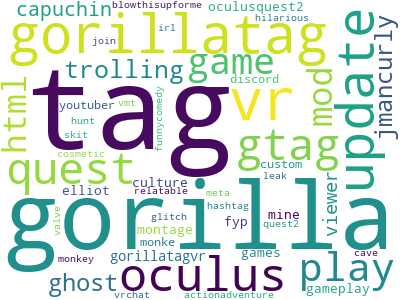 blowthisupforme
capuchin
oculusquest2
hilarious
join
irl
gorillatag
update
jmancurly
html
trolling
game
discord
mod
tag
vr
youtuber
vmt
hunt
skit
funnycomedy
gtag
viewer
quest
cosmetic
relatable
custom
leak
elliot
culture
meta
hashtag
gorilla
valve
glitch
fyp
mine
quest2
montage
monke
gorillatagvr
games
cave
monkey
ghost
oculus
play
gameplay
vrchat
actionadventure